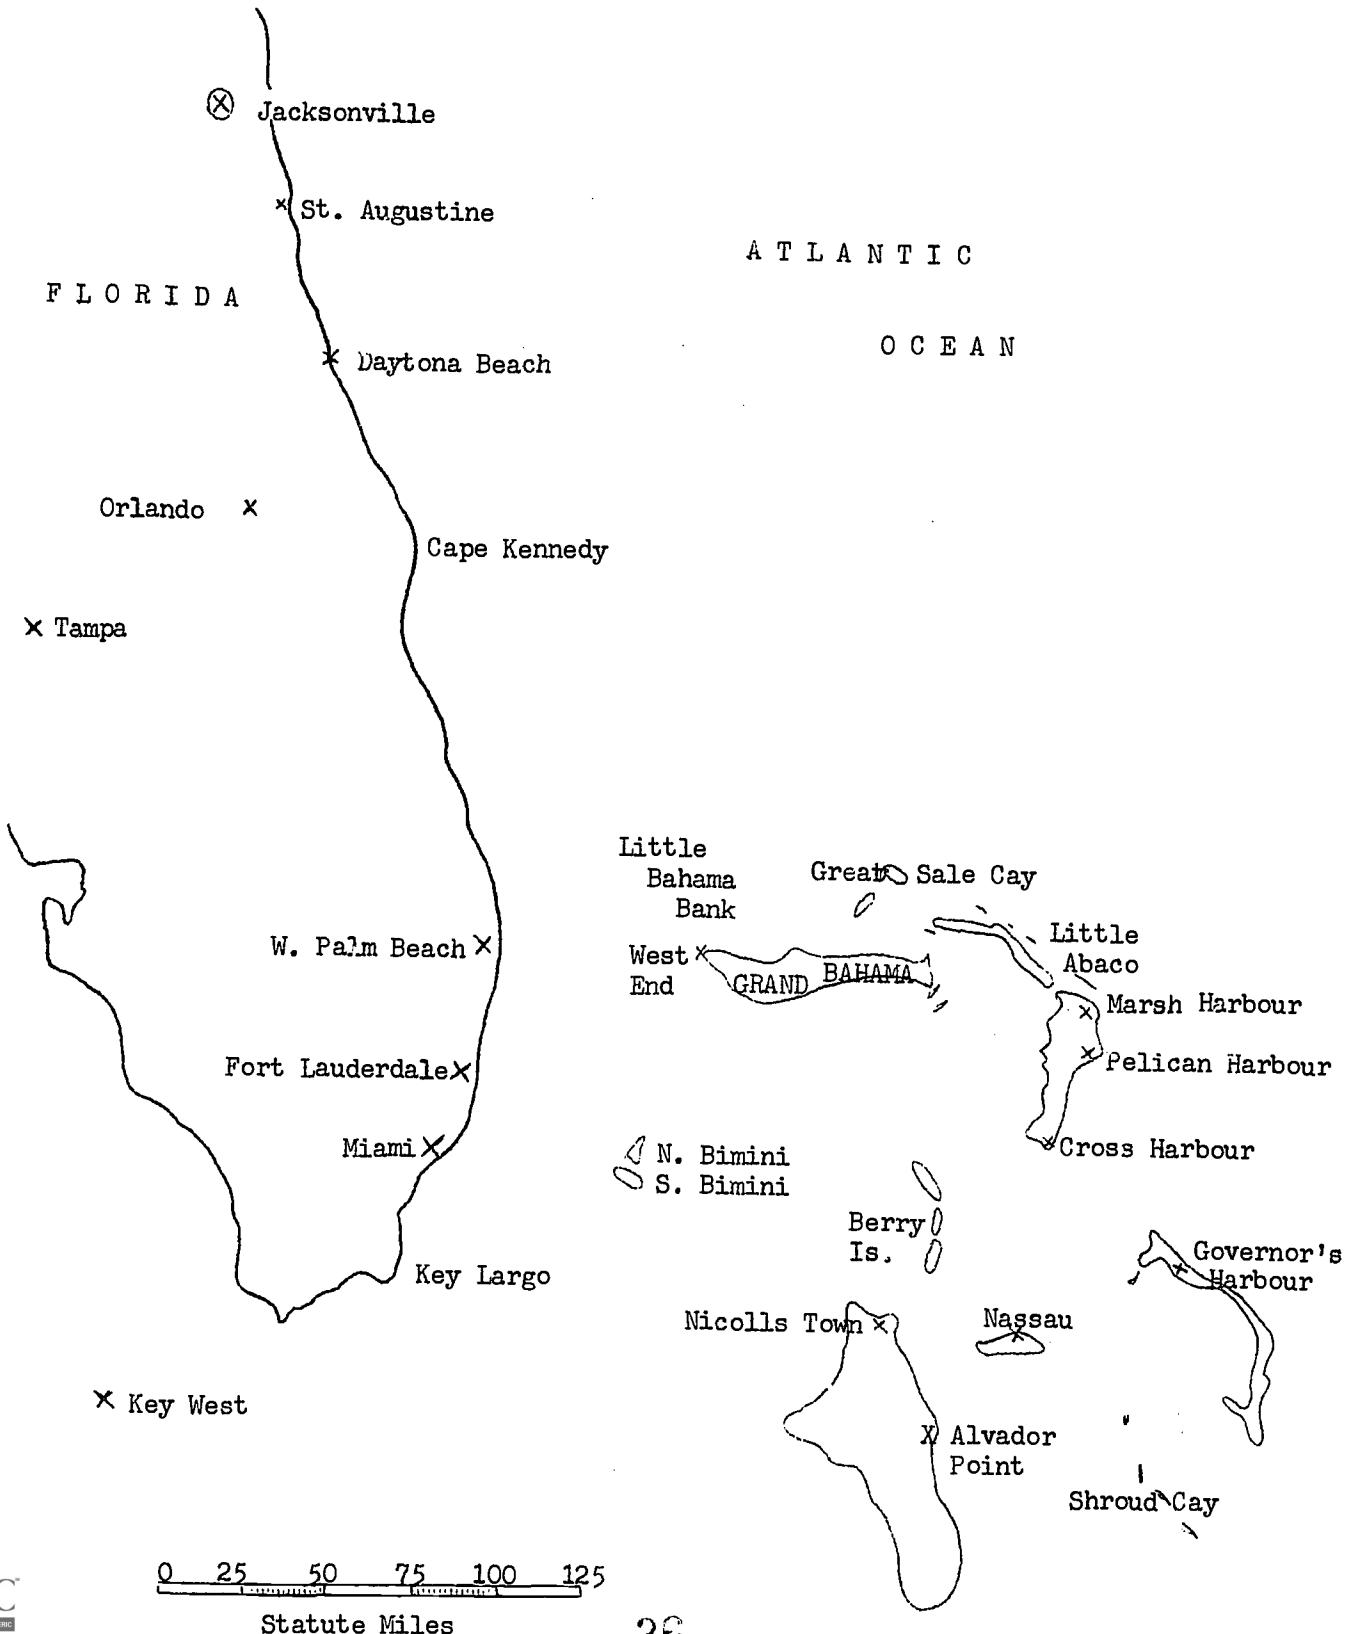 Jacksonville
St. Augustine
ATLANTIC
FLORIDA
OCEAN
Daytona Beach
Orlando
Cape Kennedy
Tampa
Little
Bahama
Bank
Great Sale Cay
Little
Abaco
W. Palm Beach
West
End
GRAND BAHAMA
Marsh Harbour
Pelican Harbour
Fort Lauderdale
Miami
N. Bimini
S. Bimini
Cross Harbour
Berry
Is.
Governor's
Harbour
Key Largo
Nicolls Town
Nassau
Key West
Alvador
Point
Shroud Cay
0 25 50 75 100 125
Statute Miles